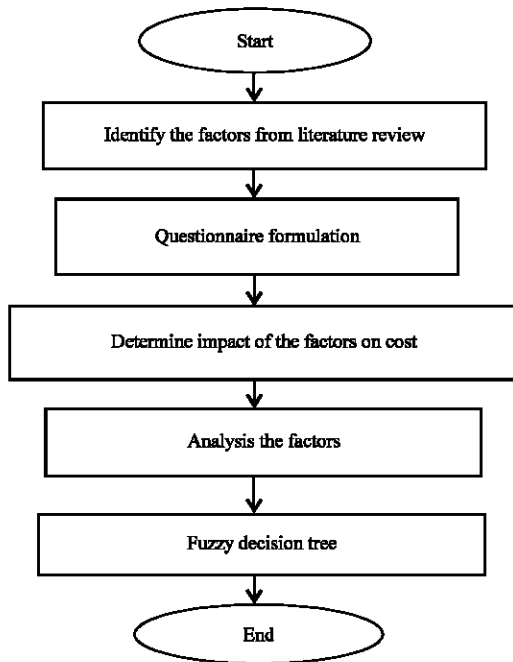 Start
Identify the factors from literature review
Questionnaire formulation
Determine impact of the factors on cost
Analysis the factors
Fuzzy decision tree
End